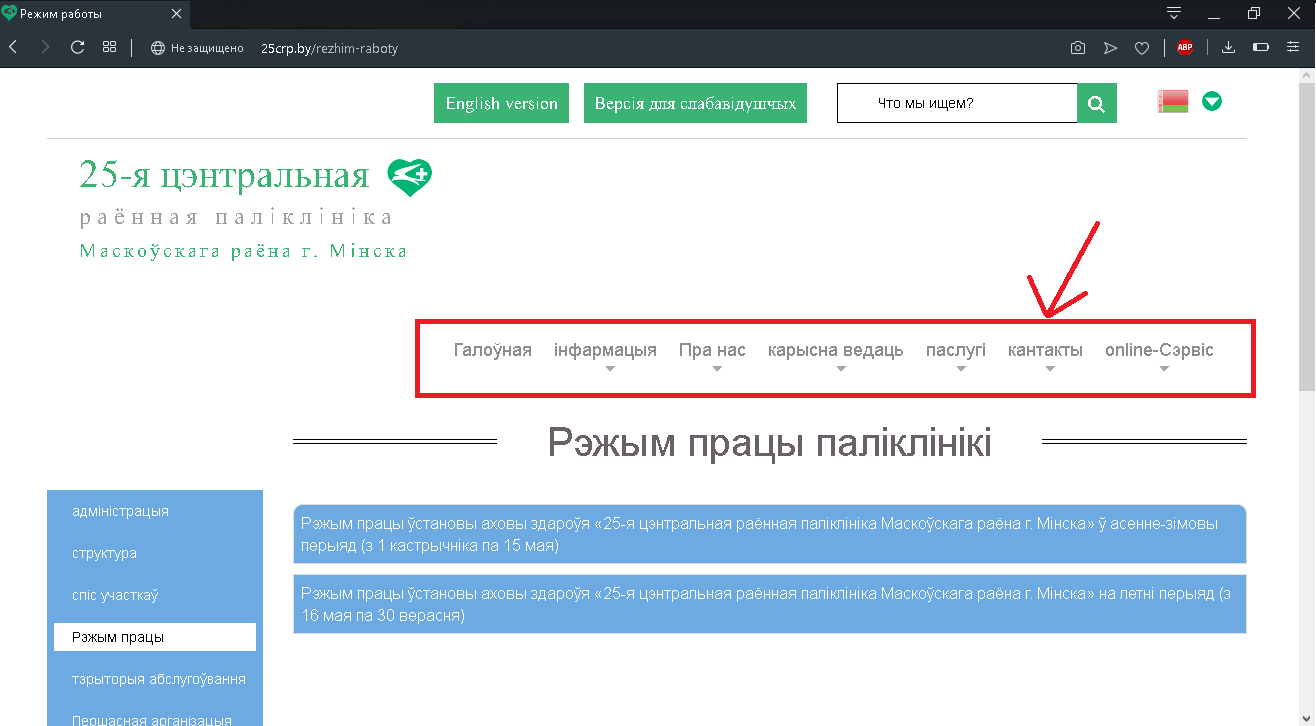 Режим работы
Не защищено 25crp.by/rezhim-raboty
ABP
English version
Версія для слабавідушчых
Что мы ищем?
25-я цэнтральная
раённая паліклініка
Маскоўскага раёна г. Мінска
Галоўная інфармацыя Пра нас карысна ведаць паслугі кантакты online-Сэрвіс
Рэжым працы паліклінікі
адміністрацыя
структура
спіс участкаў
Рэжым працы
тэрыторыя абслугоўвання
Першасная арганізацыя
Рэжым працы ўстановы аховы здароўя «25-я цэнтральная раённая паліклініка Маскоўскага раёна г. Мінска» ў асенне-зімовы
перыяд (з 1 кастрычніка па 15 мая)
Рэжым працы ўстановы аховы здароўя «25-я цэнтральная раённая паліклініка Маскоўскага раёна г. Мінска» на летні перыяд (з
16 мая па 30 верасня)